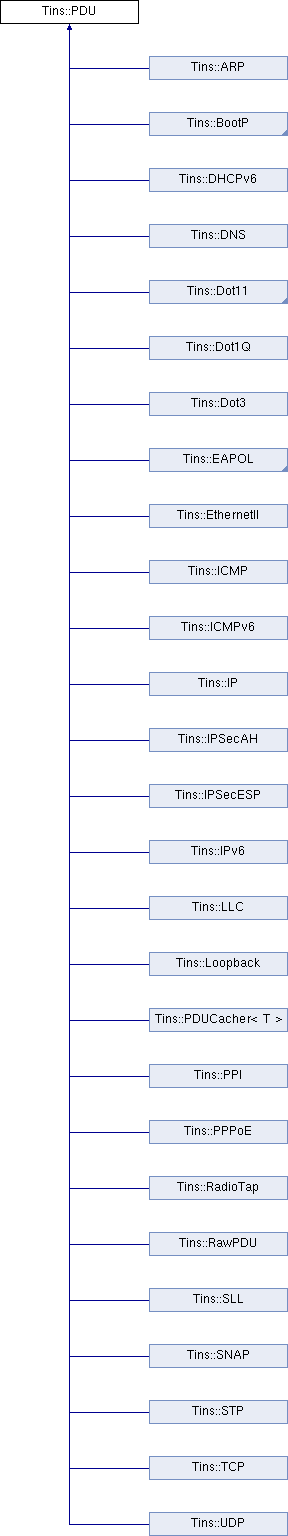 Tins::PDU
Tins::ARP
Tins::BootP
Tins::DHCPv6
Tins::DNS
Tins::Dot11
Tins::Dot1Q
Tins::Dot3
Tins::EAPOL
Tins::EthernetII
Tins::ICMP
Tins::ICMPv6
Tins::IP
Tins::IPSecAH
Tins::IPSecESP
Tins::IPv6
Tins::LLC
Tins::Loopback
Tins::PDUCacher< T >
Tins::PPI
Tins::PPPoE
Tins::RadioTap
Tins::RawPDU
Tins::SLL
Tins::SNAP
Tins::STP
Tins::TCP
Tins::UDP